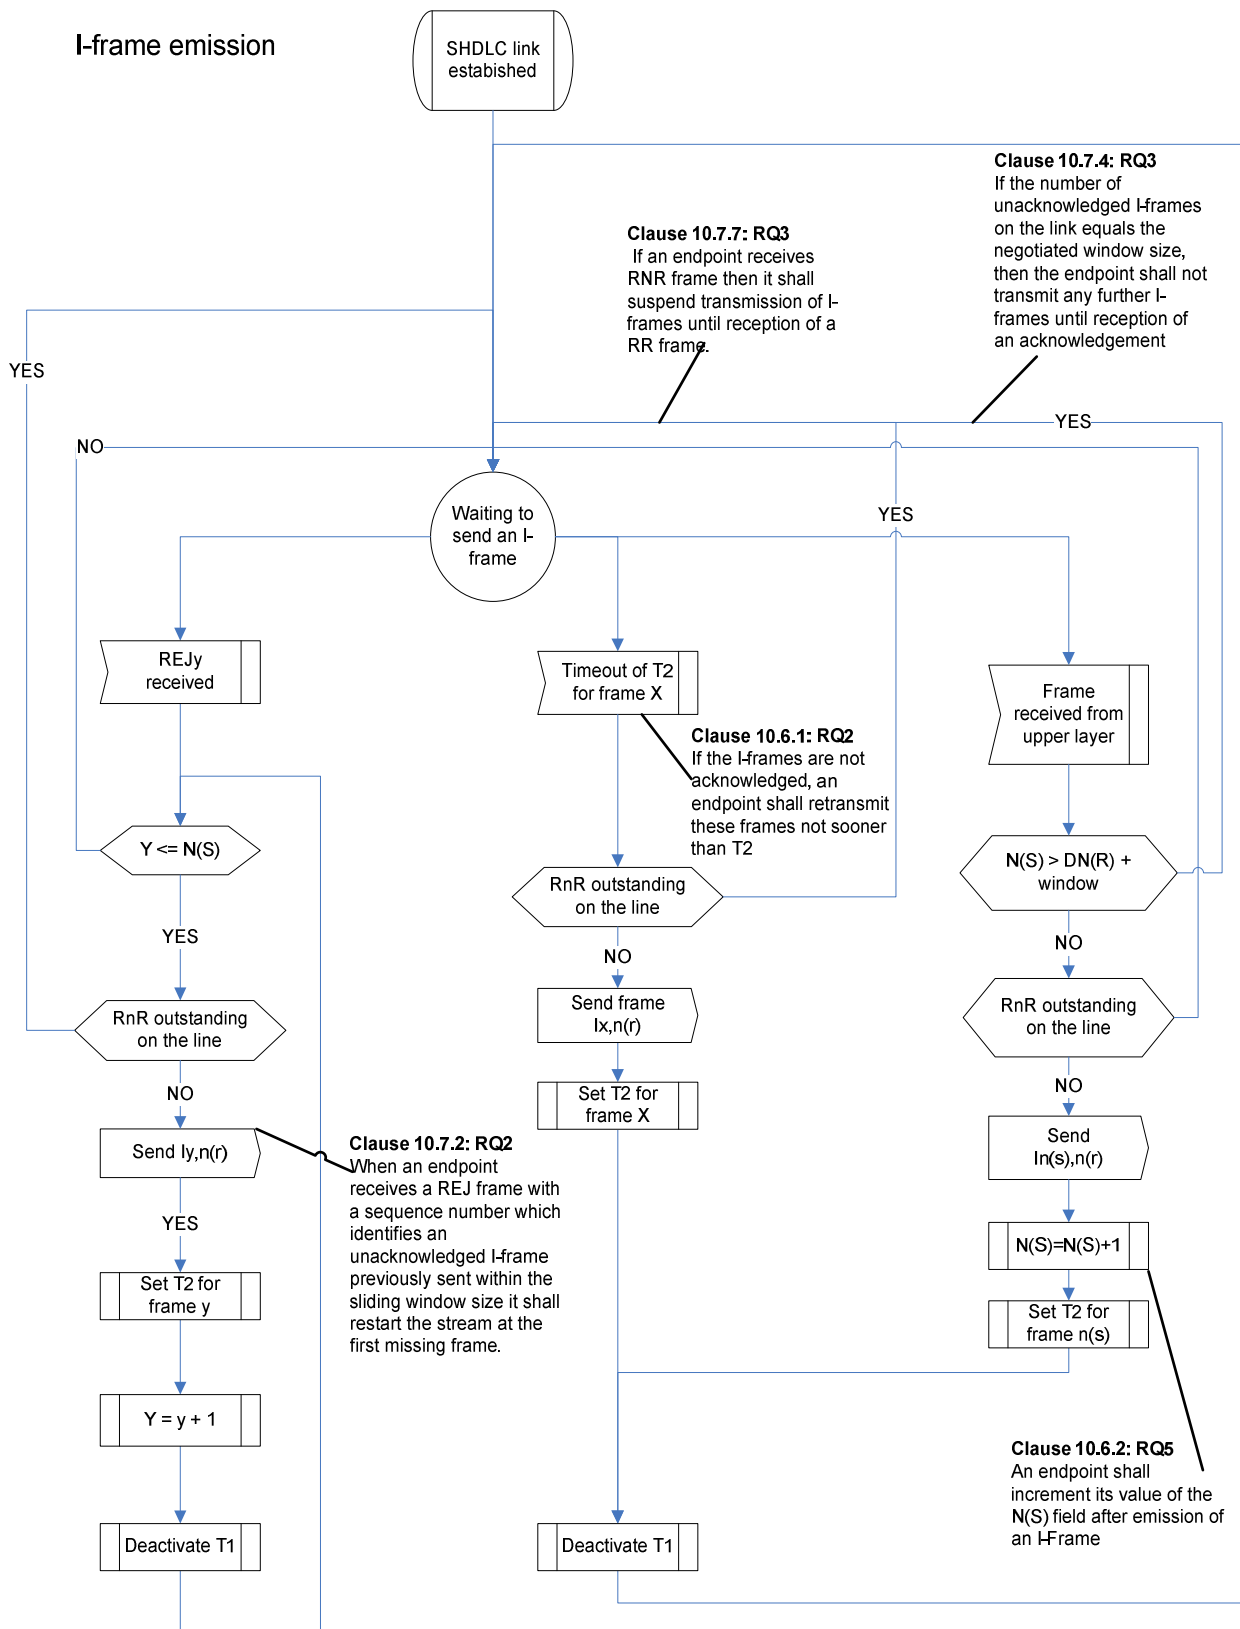 I-frame emission
SHDLC link
estabished
Clause 10.7.4: RQ3
If the number of
unacknowledged I-frames
on the link equals the
negotiated window size,
then the endpoint shall not
transmit any further I-
frames until reception of
an acknowledgement
Clause 10.7.7: RQ3
If an endpoint receives
RNR frame then it shall
suspend transmission of I-
frames until reception of a
RR frame.
YES
YES
NO
Waiting to
send an I-
frame
YES
REJy
received
Timeout of T2
for frame X
Frame
received from
upper layer
Clause 10.6.1: RQ2
If the I-frames are not
acknowledged, an
endpoint shall retransmit
these frames not sooner
than T2
Y <= N(S)
N(S) > DN(R) +
window
RnR outstanding
on the line
YES
NO
NO
RnR outstanding
on the line
Send frame
Ix,n(r)
RnR outstanding
on the line
NO
Set T2 for
frame X
NO
Send Iy,n(r)
Clause 10.7.2: RQ2
When an endpoint
receives a REJ frame with
a sequence number which
identifies an
unacknowledged I-frame
previously sent within the
sliding window size it shall
restart the stream at the
first missing frame.
Send
In(s),n(r)
YES
N(S)=N(S)+1
Set T2 for
frame y
Set T2 for
frame n(s)
Y = y + 1
Clause 10.6.2: RQ5
An endpoint shall
increment its value of the
N(S) field after emission of
an I-Frame
Deactivate T1
Deactivate T1